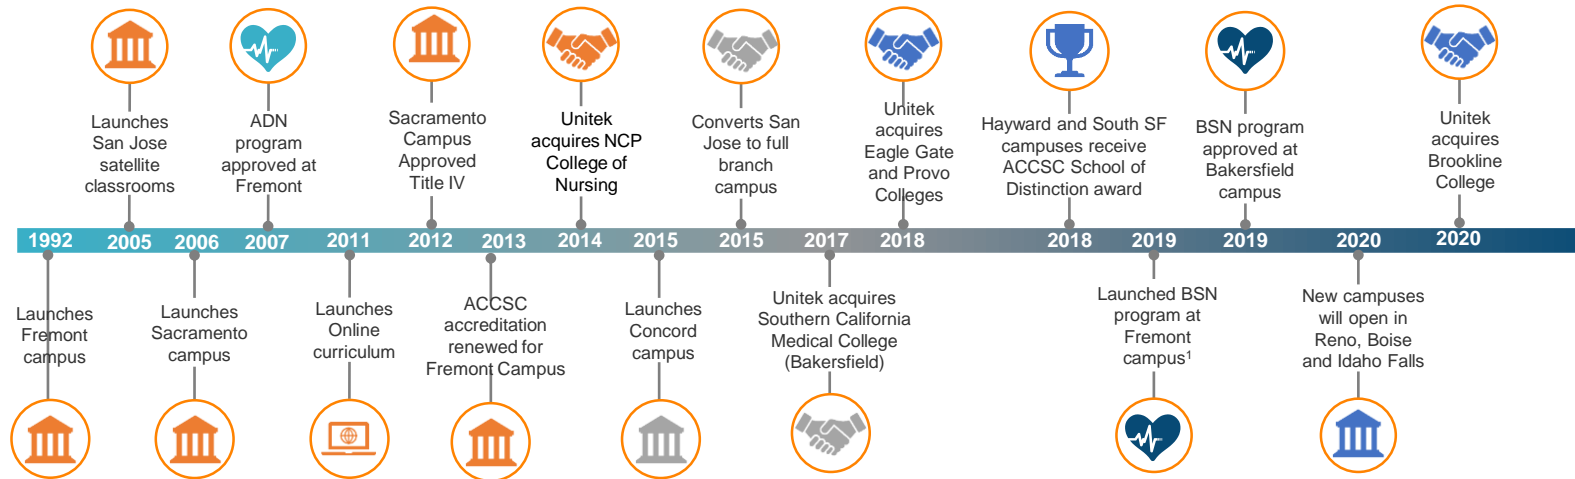 Launches
San Jose
satellite
classrooms
ADN
program
approved at
Fremont
Sacramento
Campus
Approved
Title IV
Unitek
acquires NCP
College of
Nursing
Converts San
Jose to full
branch
campus
Unitek
acquires
Eagle Gate
and Provo
Colleges
Hayward and South SF
campuses receive
ACCSC School of
Distinction award
BSN program
approved at
Bakersfield
campus
Unitek
acquires
Brookline
College
1992 2005 2006 2007 2011 2012 2013 2014 2015 2015 2017 2018 2018 2019 2019 2020 2020
Launches
Fremont
campus
Launches
Sacramento
campus
Launches
Online
curriculum
ACCSC
accreditation
renewed for
Fremont Campus
Launches
Concord
campus
Unitek acquires
Southern California
Medical College
(Bakersfield)
Launched BSN
program at
Fremont
campus¹
New campuses
will open in
Reno, Boise
and Idaho Falls